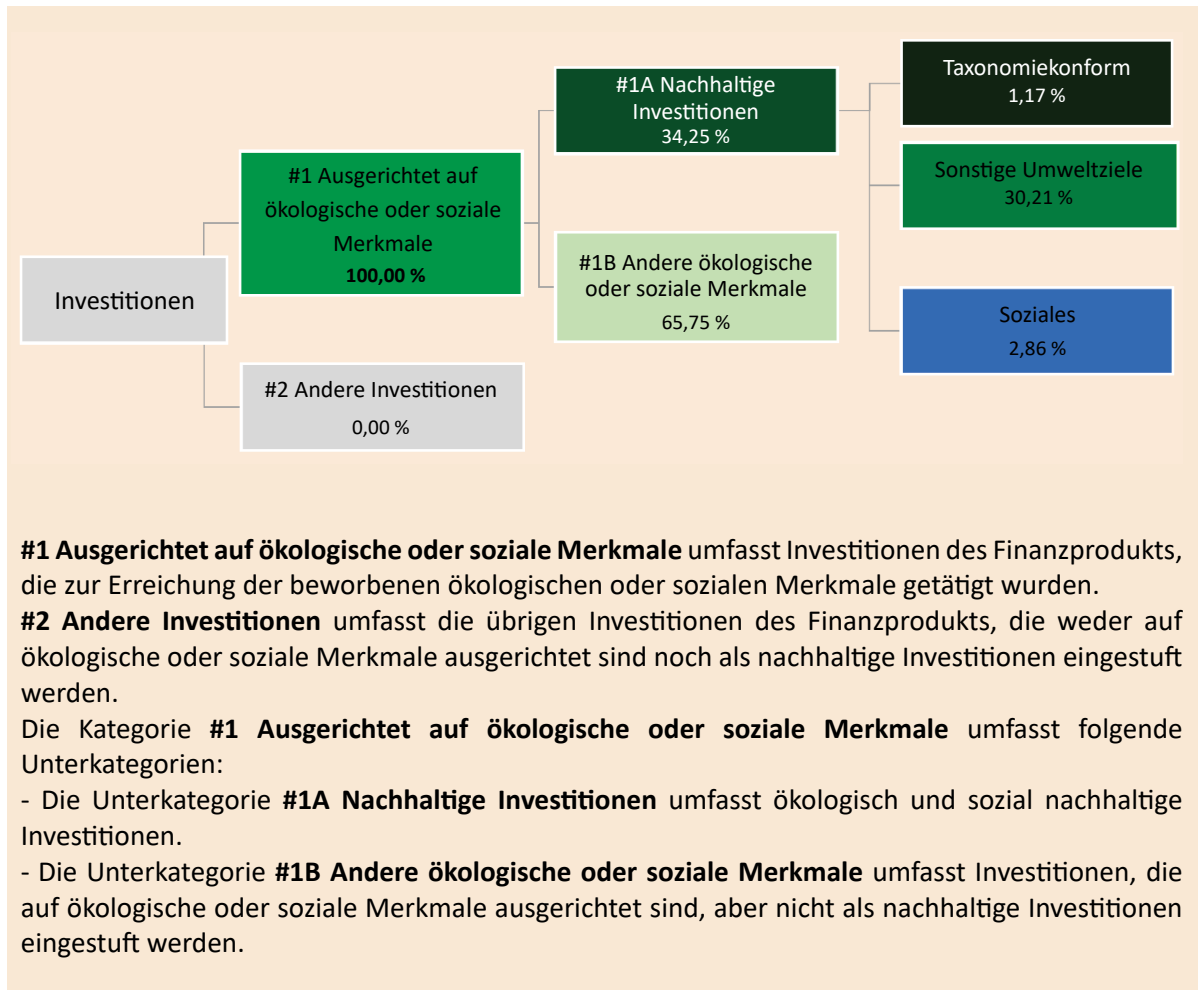 #1A Nachhaltige
Investitionen
34,25 %
Taxonomiekonform
1,17 %
#1 Ausgerichtet auf
ökologische oder soziale
Merkmale
100,00 %
Sonstige Umweltziele
30,21 %
Investitionen
#1B Andere ökologische
oder soziale Merkmale
65,75 %
Soziales
2,86 %
#2 Andere Investitionen
0,00 %
#1 Ausgerichtet auf ökologische oder soziale Merkmale umfasst Investitionen des Finanzprodukts,
die zur Erreichung der beworbenen ökologischen oder sozialen Merkmale getätigt wurden.
#2 Andere Investitionen umfasst die übrigen Investitionen des Finanzprodukts, die weder auf
ökologische oder soziale Merkmale ausgerichtet sind noch als nachhaltige Investitionen eingestuft
werden.
Die Kategorie #1 Ausgerichtet auf ökologische oder soziale Merkmale umfasst folgende
Unterkategorien:
- Die Unterkategorie #1A Nachhaltige Investitionen umfasst ökologisch und sozial nachhaltige
Investitionen.
- Die Unterkategorie #1B Andere ökologische oder soziale Merkmale umfasst Investitionen, die
auf ökologische oder soziale Merkmale ausgerichtet sind, aber nicht als nachhaltige Investitionen
eingestuft werden.